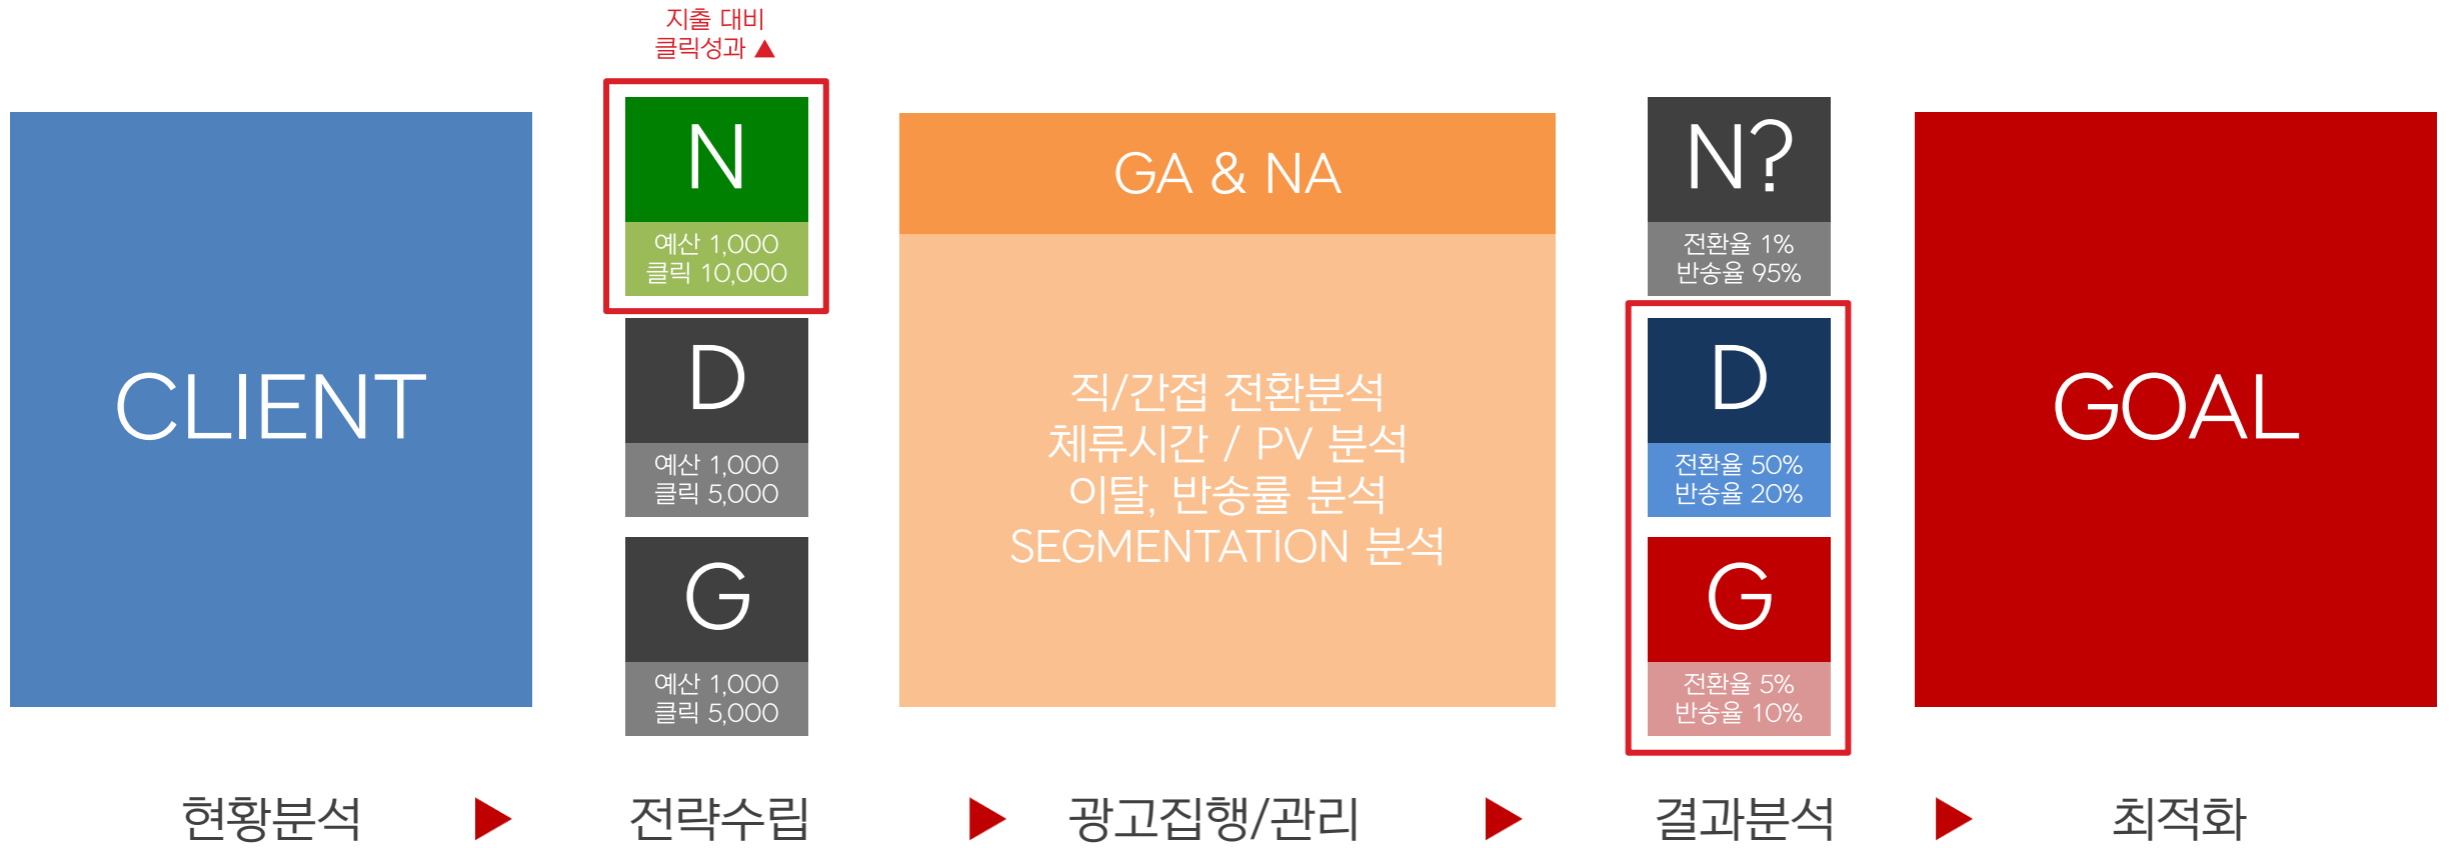 지출 대비
클릭성과 ▲
CLIENT
N
예산 1,000
클릭 10,000
D
예산 1,000
클릭 5,000
G
예산 1,000
클릭 5,000
GA & NA
직/간접 전환분석
체류시간 / PV 분석
이탈, 반송률 분석
SEGMENTATION 분석
N?
전환율 1%
반송율 95%
D
전환율 50%
반송율 20%
G
전환율 5%
반송율 10%
GOAL
현황분석 ▶ 전략수립 ▶ 광고집행/관리 ▶ 결과분석 ▶ 최적화